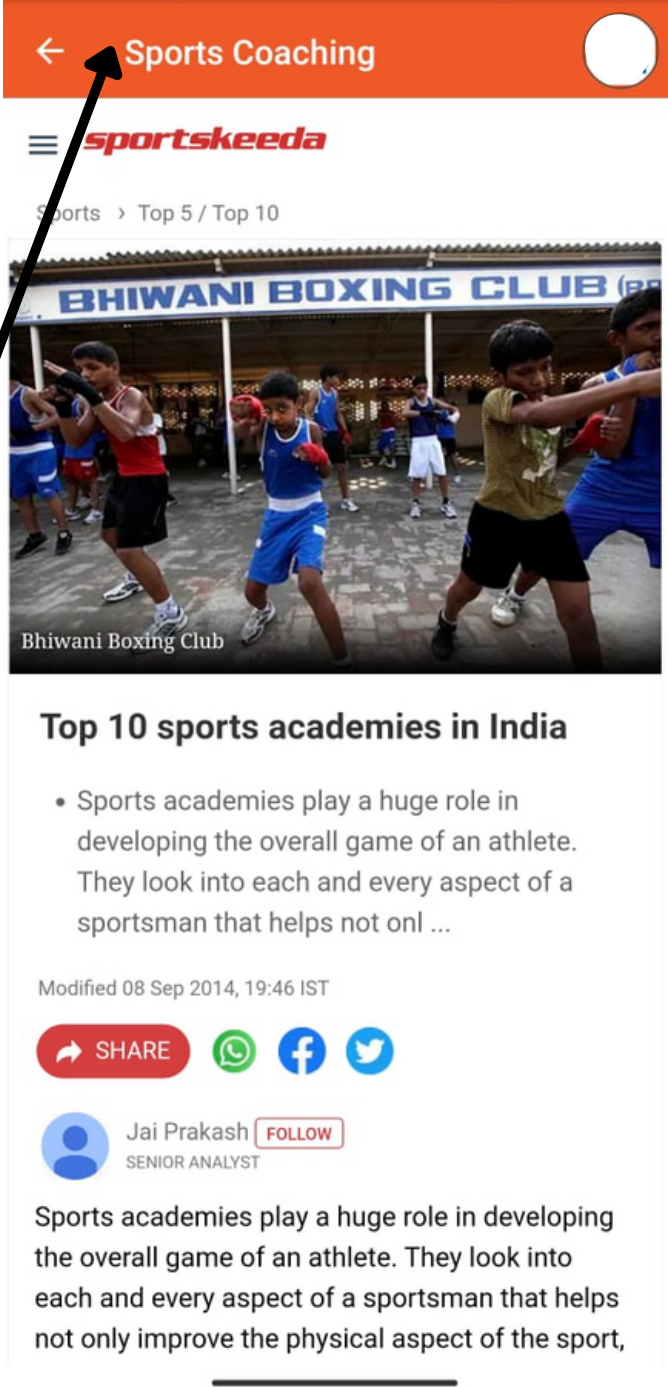 Sports Coaching
sportskeeda
Sports › Top 5 / Top 10
BHIWANI BOXING CLUB
Bhiwani Boxing Club
Top 10 sports academies in India
• Sports academies play a huge role in
developing the overall game of an athlete.
They look into each and every aspect of a
sportsman that helps not onl ...
Modified 08 Sep 2014, 19:46 IST
SHARE
Jai Prakash FOLLOW
SENIOR ANALYST
Sports academies play a huge role in developing
the overall game of an athlete. They look into
each and every aspect of a sportsman that helps
not only improve the physical aspect of the sport,